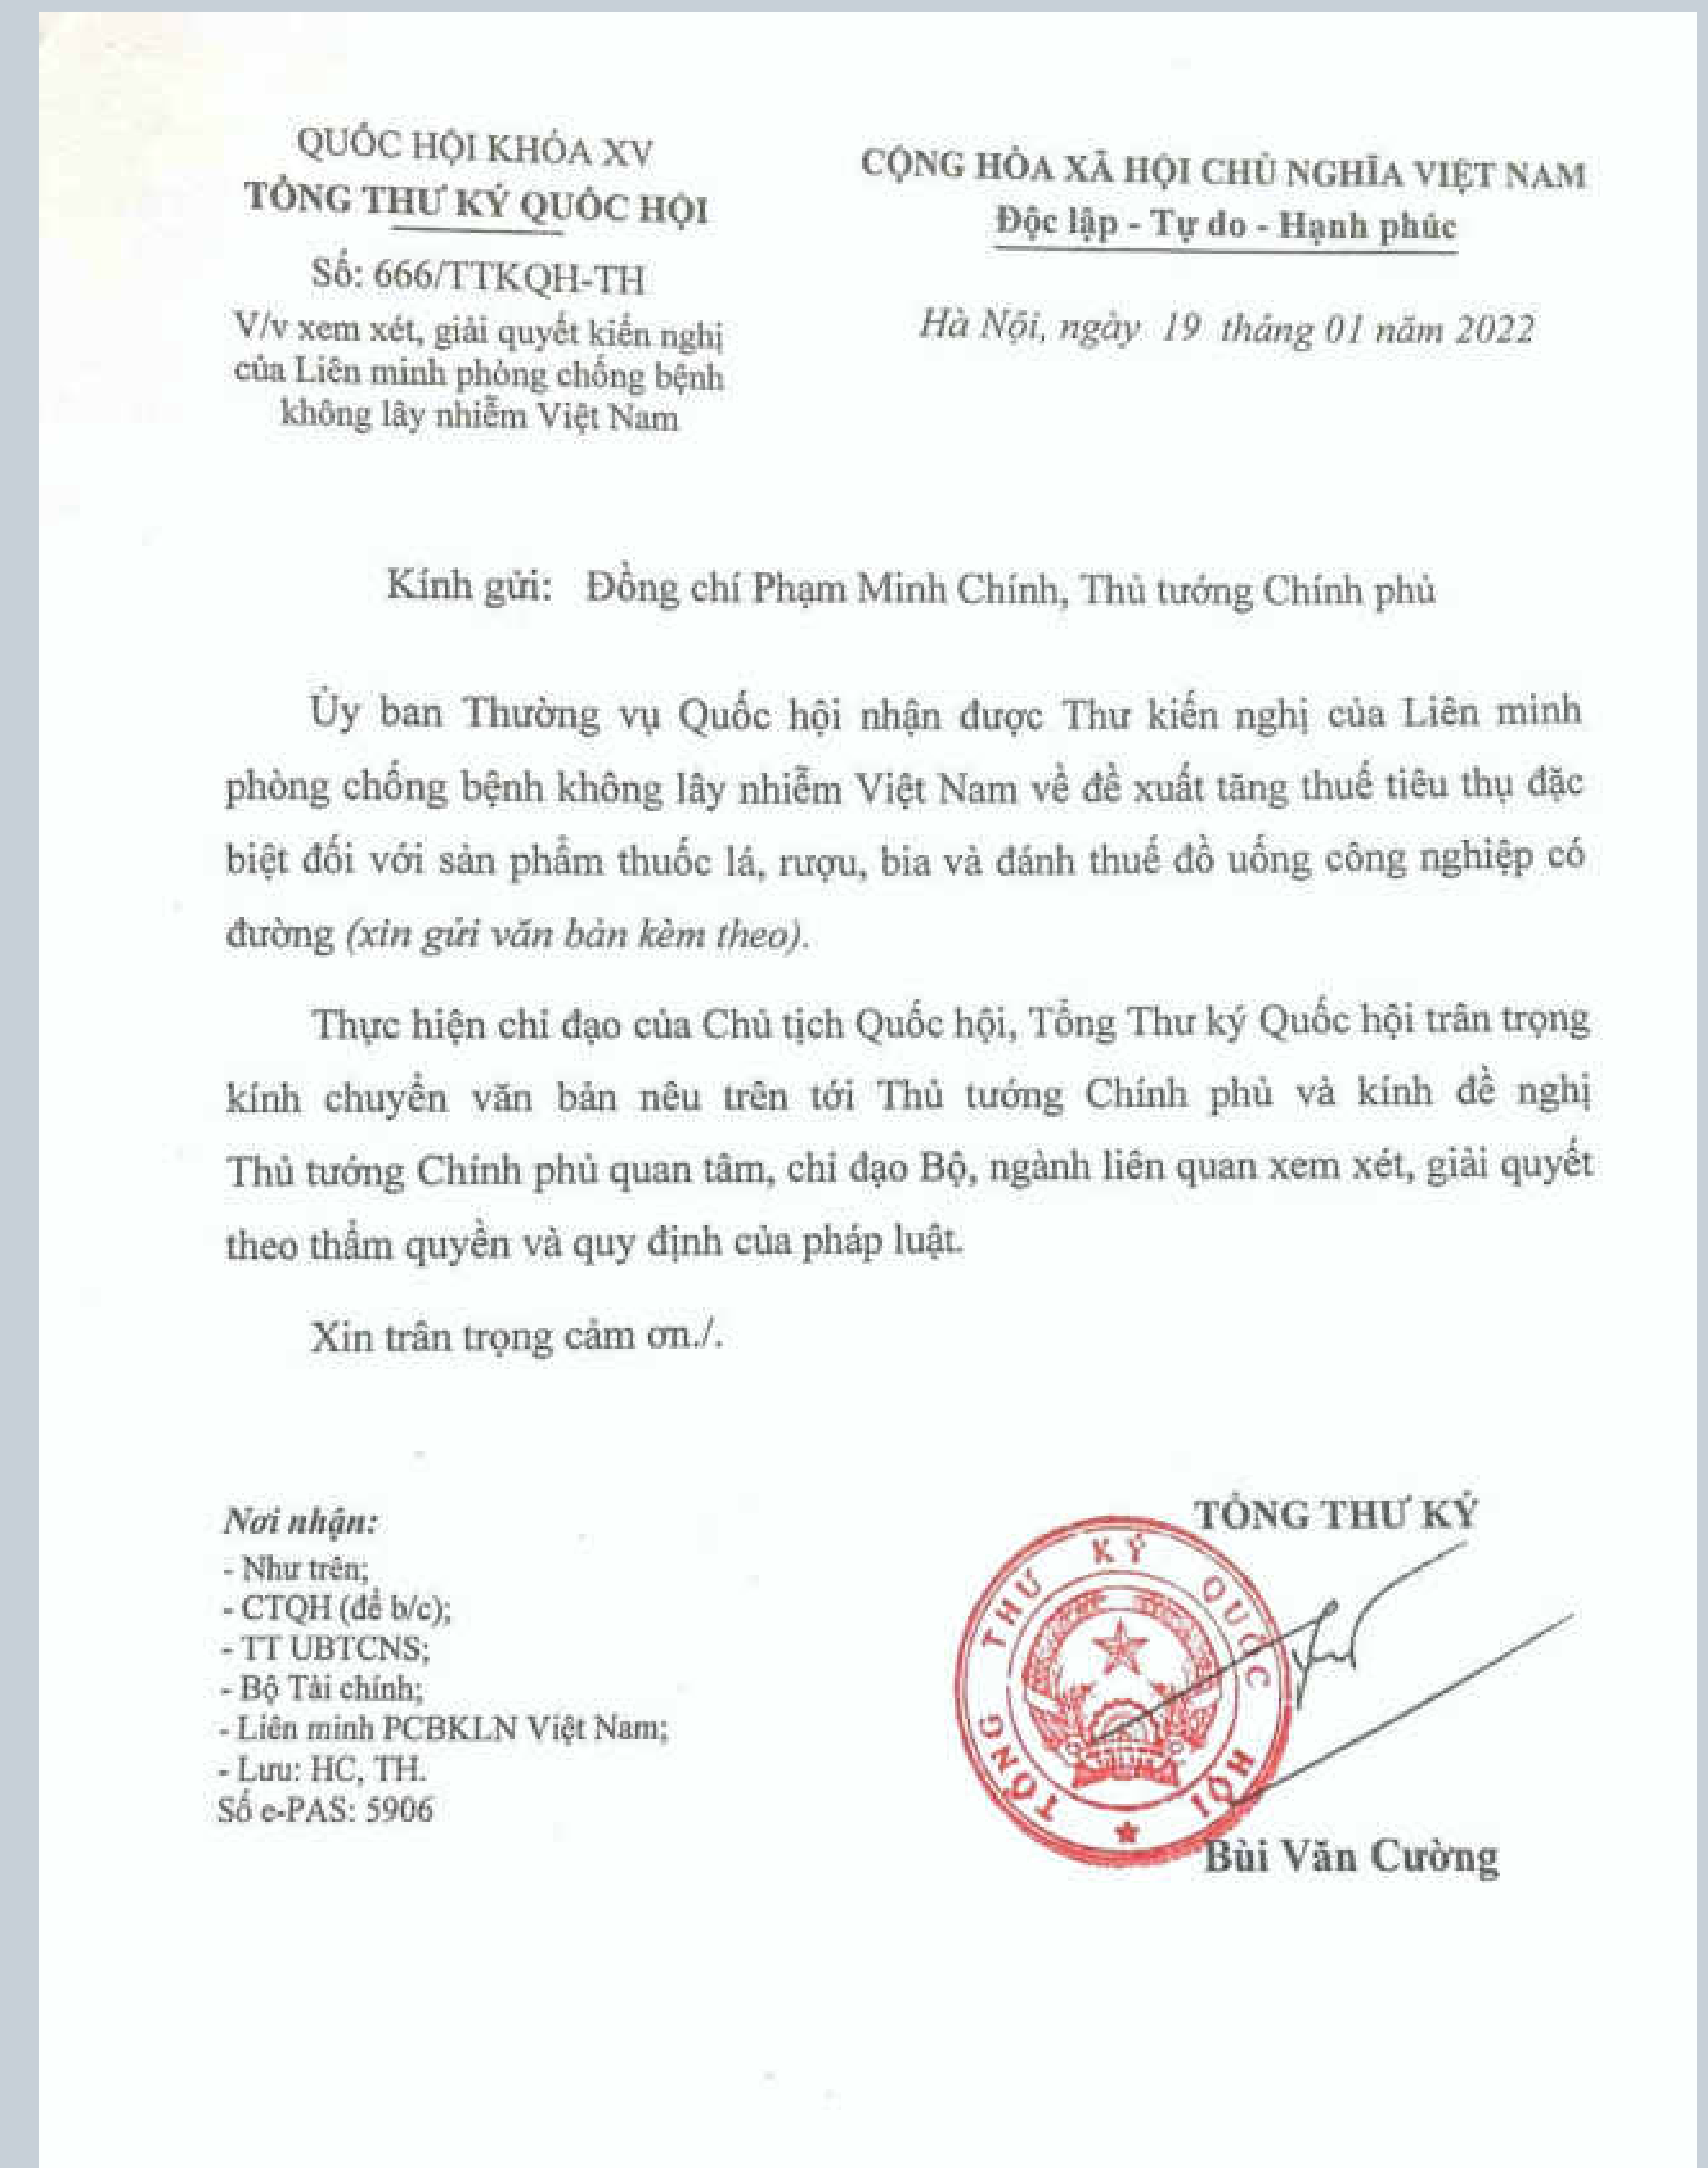 QUỐC HỘI KHÓA XV
TỔNG THƯ KÝ QUỐC HỘI
Số: 666/TTKQH-TH
V/v xem xét, giải quyết kiến nghị
của Liên minh phòng chống bệnh
không lây nhiễm Việt Nam
CỘNG HÒA XÃ HỘI CHỦ NGHĨA VIỆT NAM
Độc lập - Tự do - Hạnh phúc
Hà Nội, ngày 19 tháng 01 năm 2022
Kính gửi: Đồng chí Phạm Minh Chính, Thủ tướng Chính phủ
Ủy ban Thường vụ Quốc hội nhận được Thư kiến nghị của Liên minh
phòng chống bệnh không lây nhiễm Việt Nam về đề xuất tăng thuế tiêu thụ đặc
biệt đối với sản phẩm thuốc lá, rượu, bia và đánh thuế đồ uống công nghiệp có
đường (xin gửi văn bản kèm theo).
Thực hiện chỉ đạo của Chủ tịch Quốc hội, Tổng Thư ký Quốc hội trân trọng
kính chuyển văn bản nêu trên tới Thủ tướng Chính phủ và kính đề nghị
Thủ tướng Chính phủ quan tâm, chỉ đạo Bộ, ngành liên quan xem xét, giải quyết
theo thẩm quyền và quy định của pháp luật.
Xin trân trọng cảm ơn./.
Nơi nhận:
- Như trên;
- CTQH (để b/c);
- TT UBTCNS;
- Bộ Tài chính;
- Liên minh PCBKLN Việt Nam;
- Lưu: HC, TH.
Số e-PAS: 5906
TỔNG THƯ KÝ
TỔNG THƯ KÝ QUỐC HỘI
Bùi Văn Cường